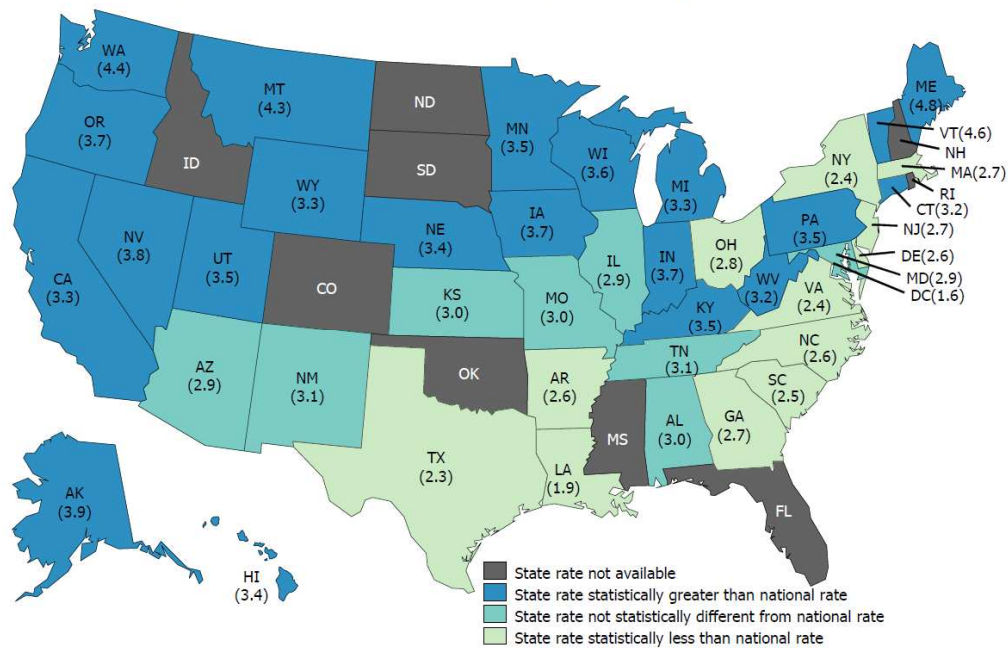 WA
(4.4)
MT
(4.3)
ND
ME
(4.8)
OR
(3.7)
ID
MN
(3.5)
VT(4.6)
NH
WI
(3.6)
NY
(2.4)
MA(2.7)
SD
RI
WY
(3.3)
MI
(3.3)
CT(3.2)
NJ(2.7)
IA
(3.7)
PA
(3.5)
NE
(3.4)
DE(2.6)
NV
(3.8)
UT
(3.5)
IL
(2.9)
IN
(3.7)
OH
(2.8)
MD(2.9)
WV
(3.2)
DC(1.6)
CA
(3.3)
CO
KS
(3.0)
MO
(3.0)
KY
(3.5)
VA
(2.4)
NC
(2.6)
TN
(3.1)
AZ
(2.9)
NM
(3.1)
OK
AR
(2.6)
SC
(2.5)
MS
AL
(3.0)
GA
(2.7)
TX
(2.3)
LA
(1.9)
AK
(3.9)
FL
HI
(3.4)
State rate not available
State rate statistically greater than national rate
State rate not statistically different from national rate
State rate statistically less than national rate